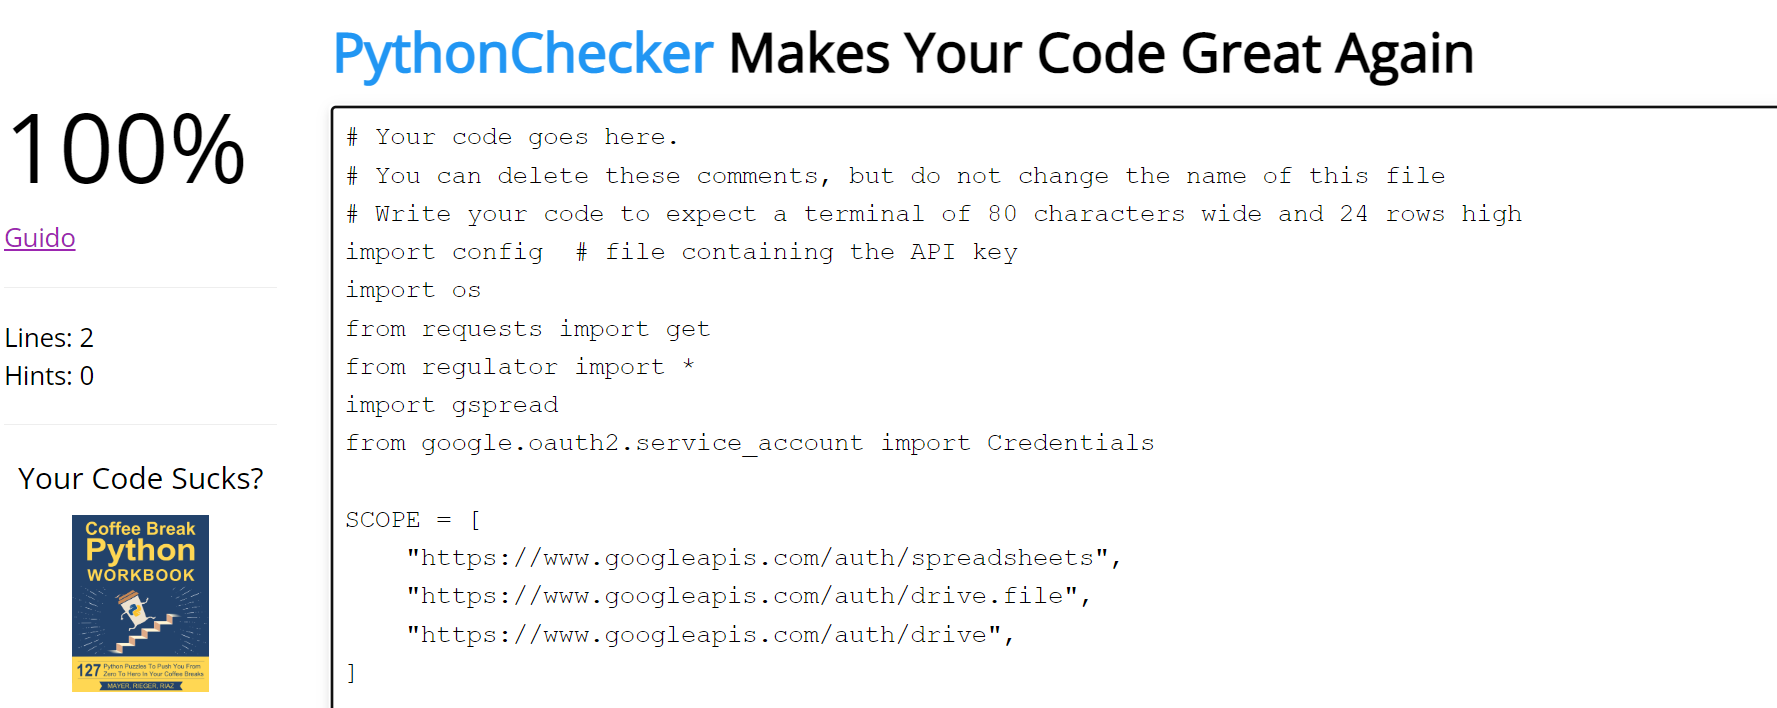 PythonChecker Makes Your Code Great Again
100%
Guido
Lines: 2
Hints: 0
Your Code Sucks?
Coffee Break
Python
WORKBOOK
127 Python Puzzles To Push You From
Zero To Hero in Your Coffee Breaks
MAYER, RIEGER, RIAZ
# Your code goes here.
# You can delete these comments, but do not change the name of this file
# Write your code to expect a terminal of 80 characters wide and 24 rows high
import config  # file containing the API key
import os
from requests import get
from regulator import *
import gspread
from google.oauth2.service_account import Credentials
SCOPE = [
    "https://www.googleapis.com/auth/spreadsheets",
    "https://www.googleapis.com/auth/drive.file",
    "https://www.googleapis.com/auth/drive",
]